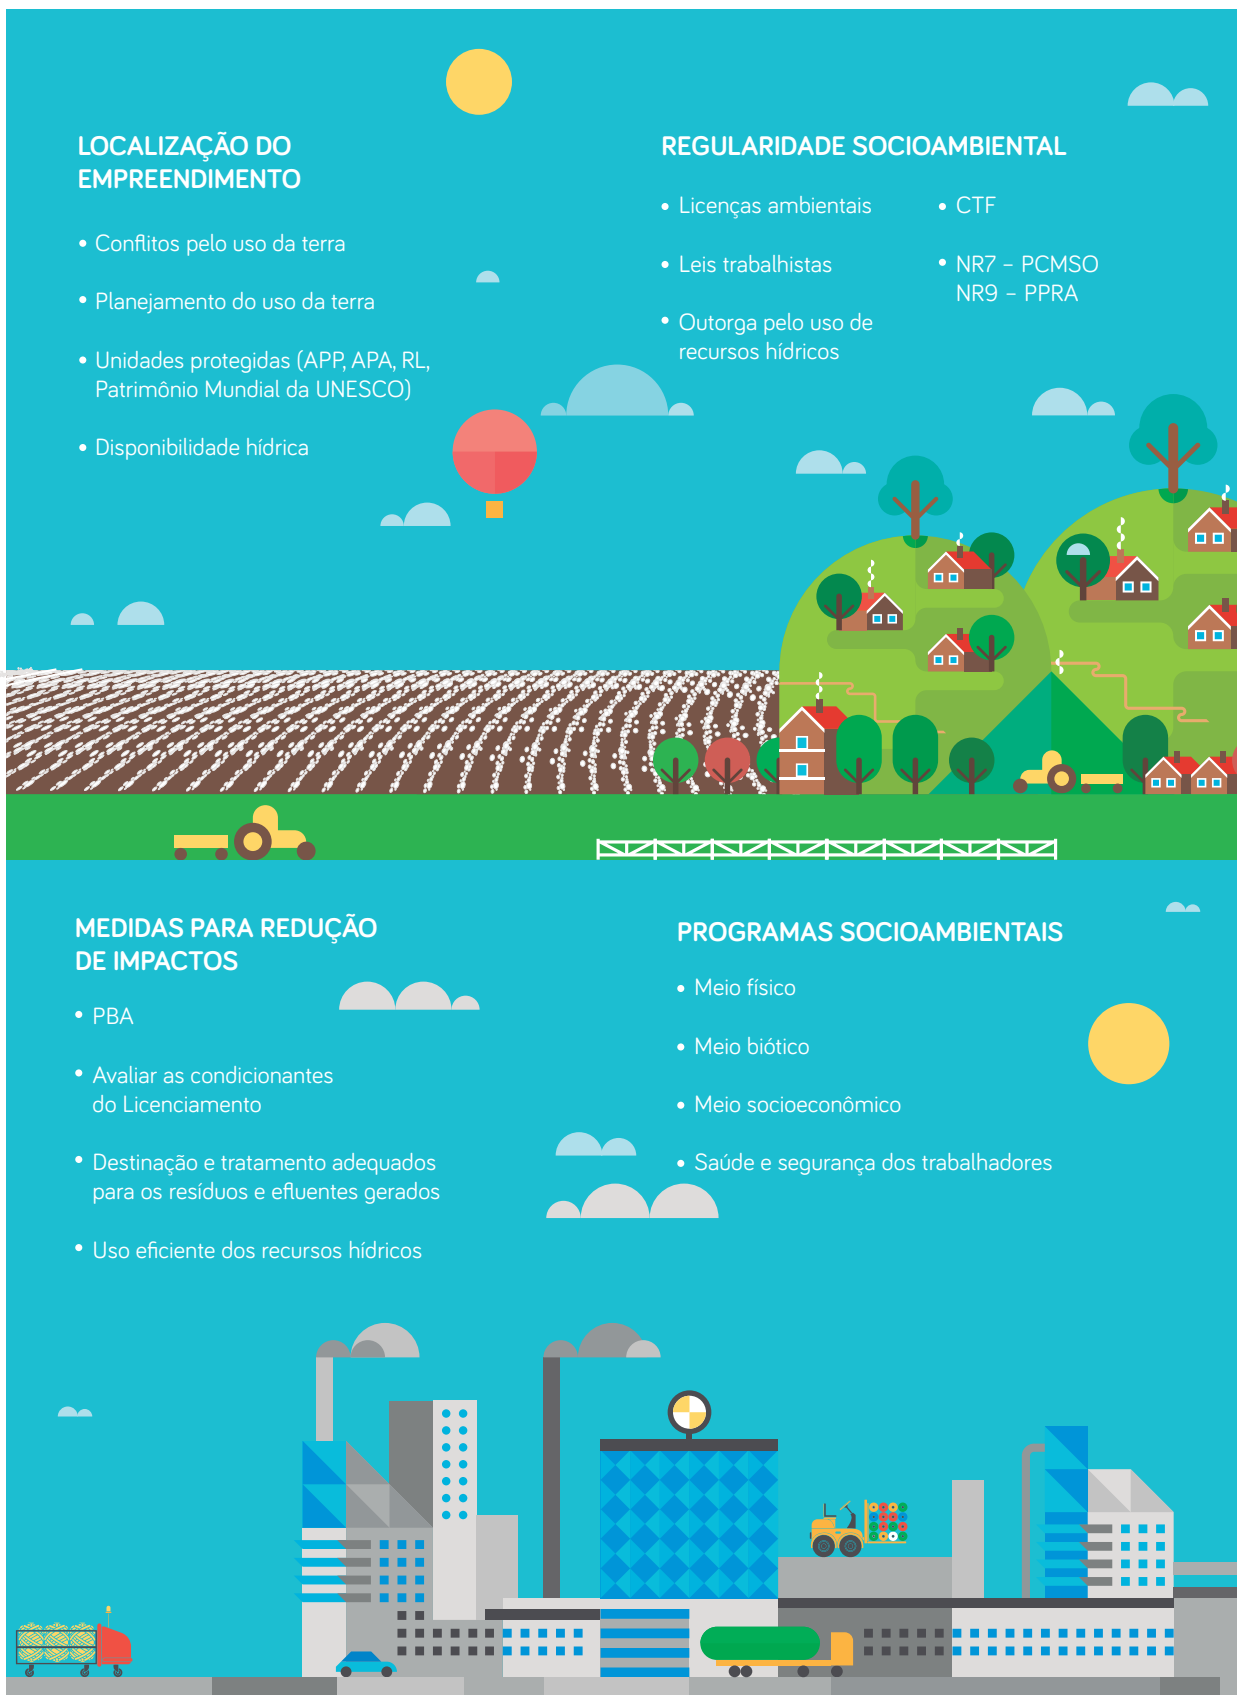 LOCALIZAÇÃO DO
EMPREENDIMENTO
• Conflitos pelo uso da terra
• Planejamento do uso da terra
• Unidades protegidas (APP, APA, RL,
Patrimônio Mundial da UNESCO)
• Disponibilidade hídrica
REGULARIDADE SOCIOAMBIENTAL
• Licenças ambientais
• Leis trabalhistas
• Outorga pelo uso de
recursos hídricos
• CTF
• NR7 – PCMSO
NR9 – PPRA
MEDIDAS PARA REDUÇÃO
DE IMPACTOS
• PBA
• Avaliar as condicionantes
do Licenciamento
• Destinação e tratamento adequados
para os resíduos e efluentes gerados
• Uso eficiente dos recursos hídricos
PROGRAMAS SOCIOAMBIENTAIS
• Meio físico
• Meio biótico
• Meio socioeconômico
• Saúde e segurança dos trabalhadores